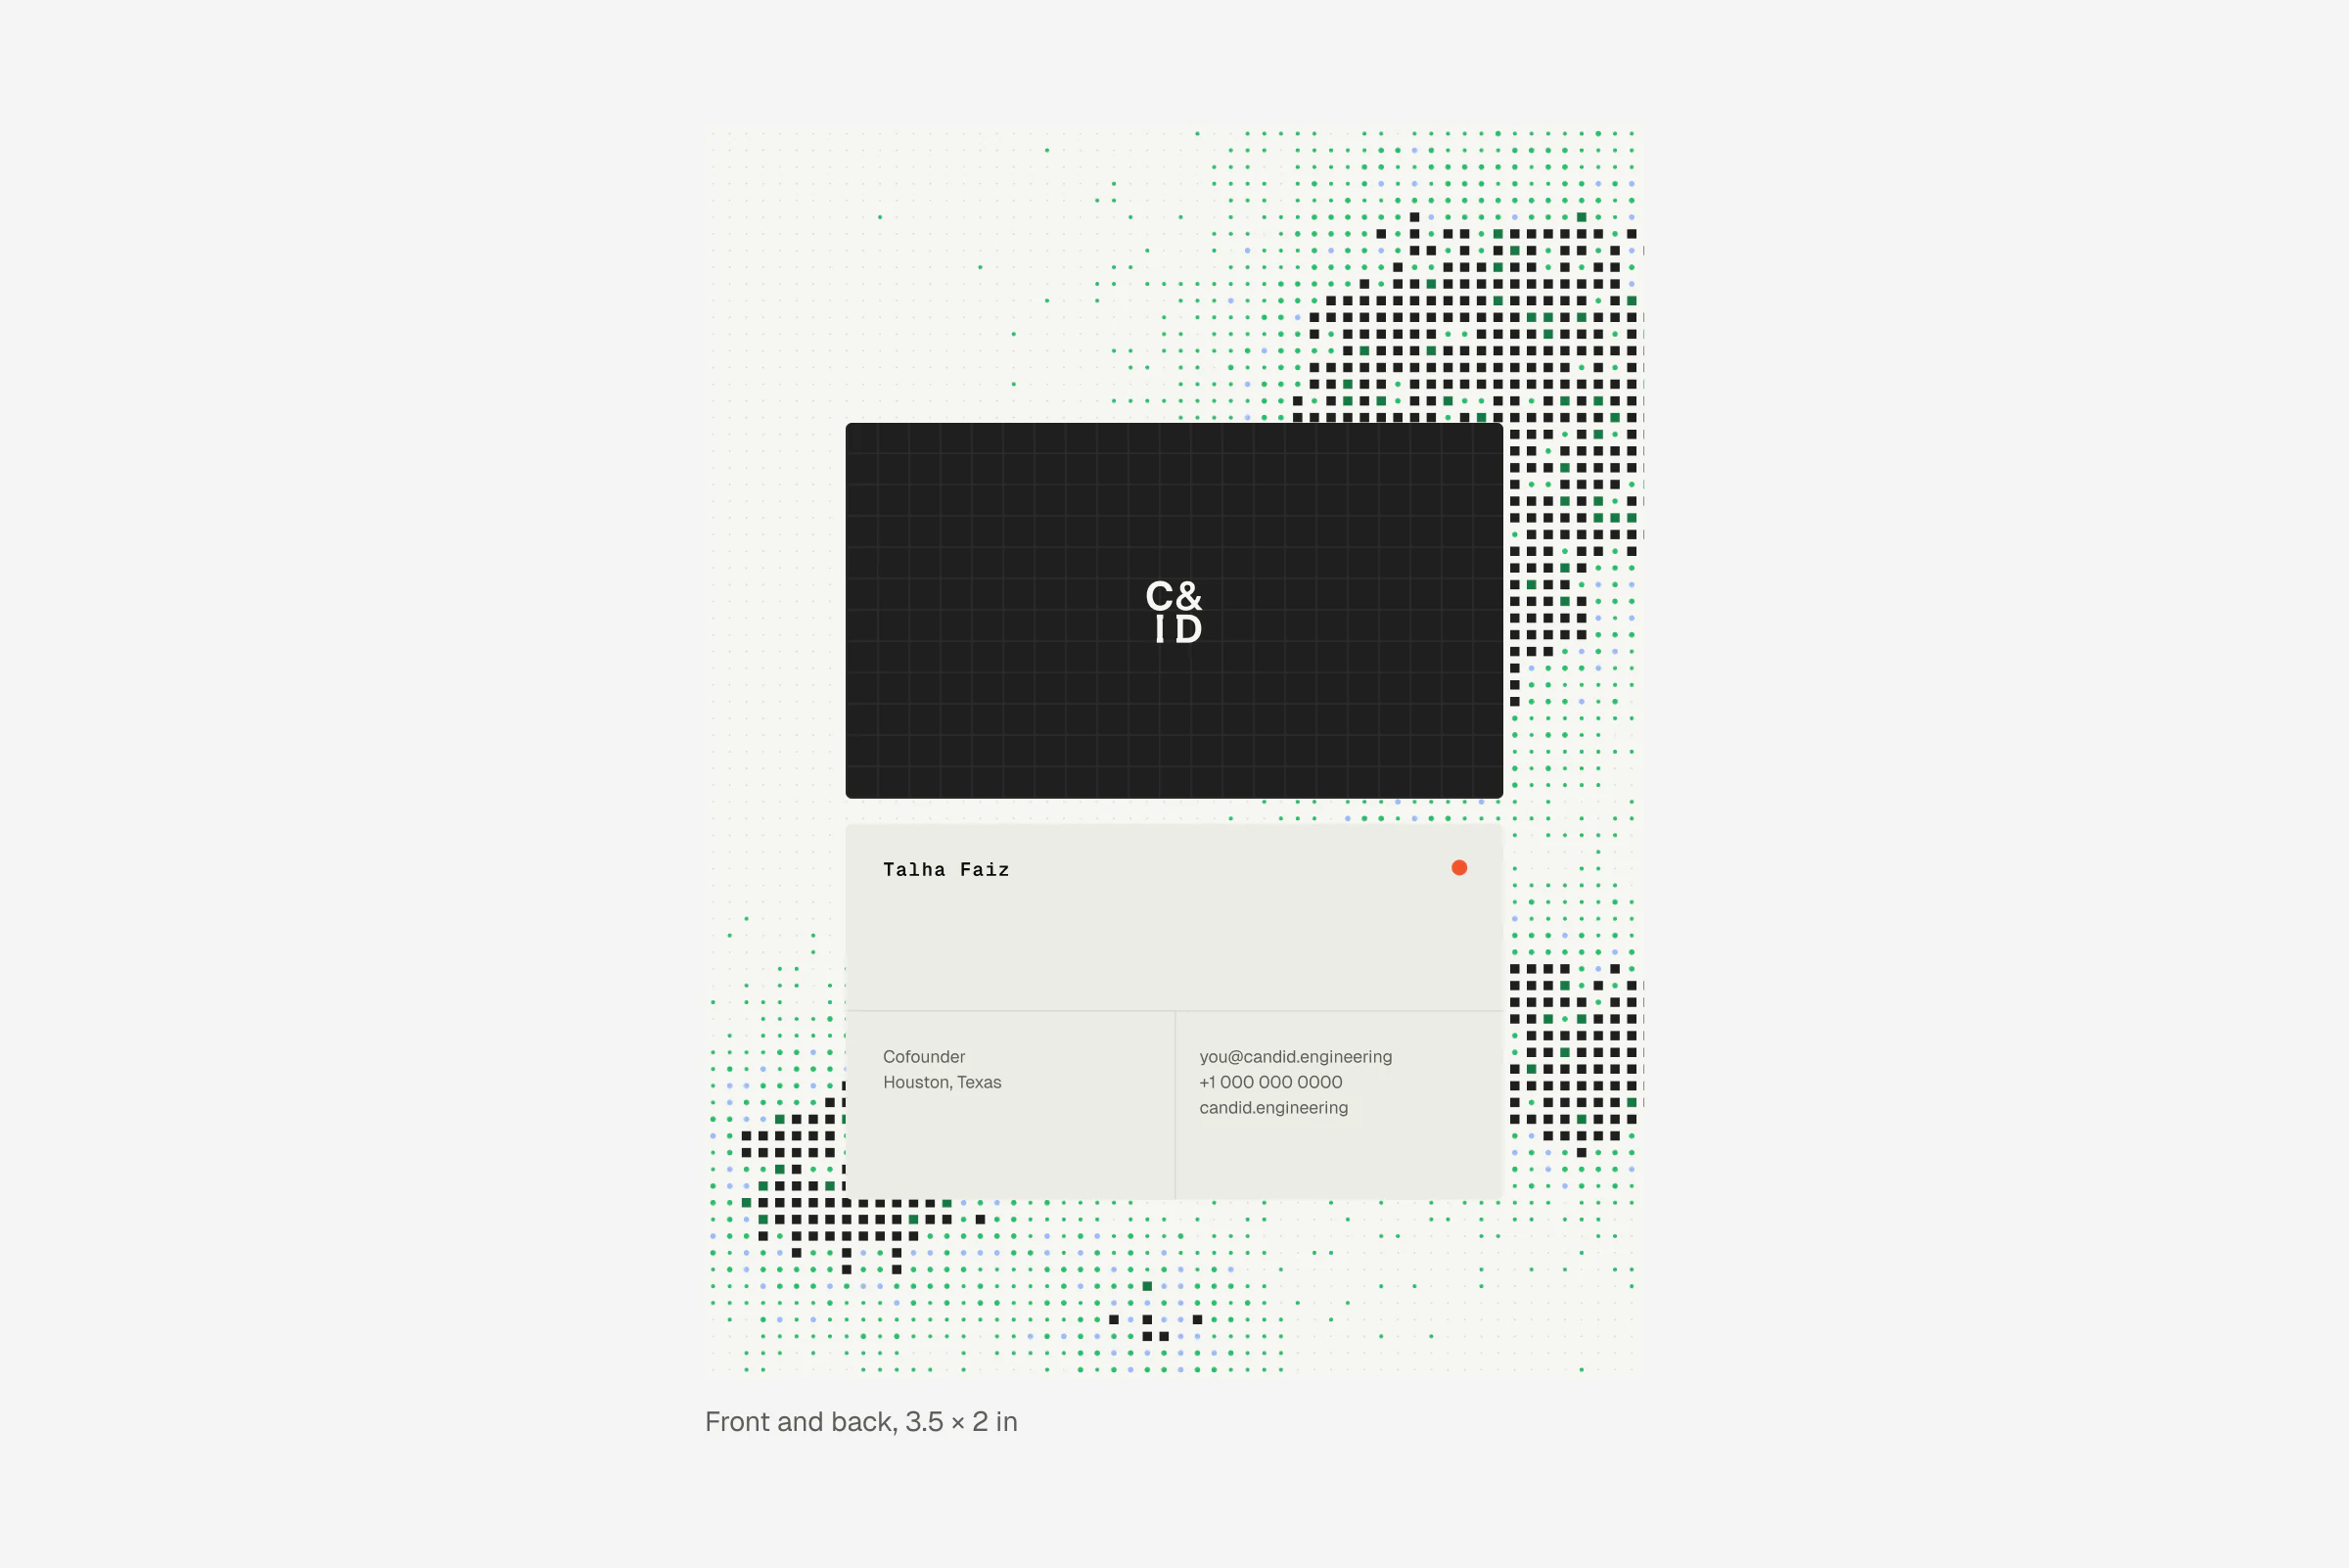 C&
ID
Talha Faiz
Cofounder
Houston, Texas
you@candid.engineering
+1 000 000 0000
candid.engineering
Front and back, 3.5 × 2 in